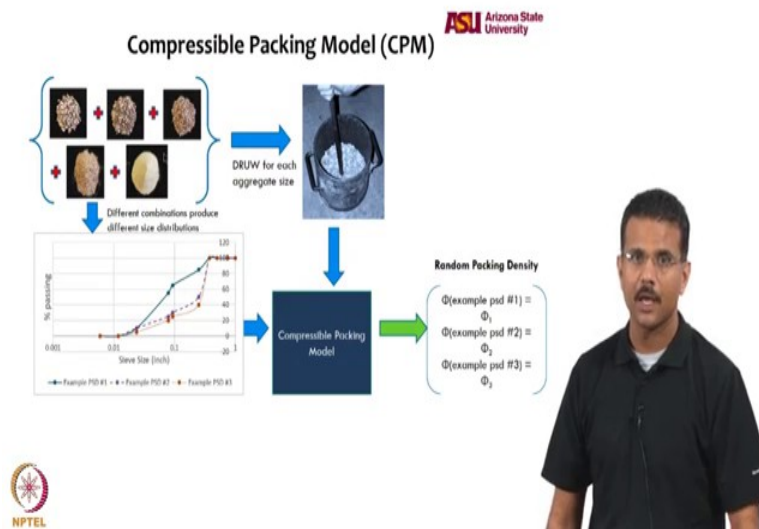 ASU Arizona State
University
Compressible Packing Model (CPM)
DRUW for each
aggregate size
Different combinations produce
different size distributions
% passing
120
100
80
60
40
20
0
-20
0.001
0.01
0.1
1
Sieve Size (Inch)
Example PSD #1
Example PSD #2
Example PSD #3
Compressible Packing
Model
Random Packing Density
Φ(example psd #1) =
Φ₁
Φ(example psd #2) =
Φ₂
Φ(example psd #3) =
Φ₃
NPTEL